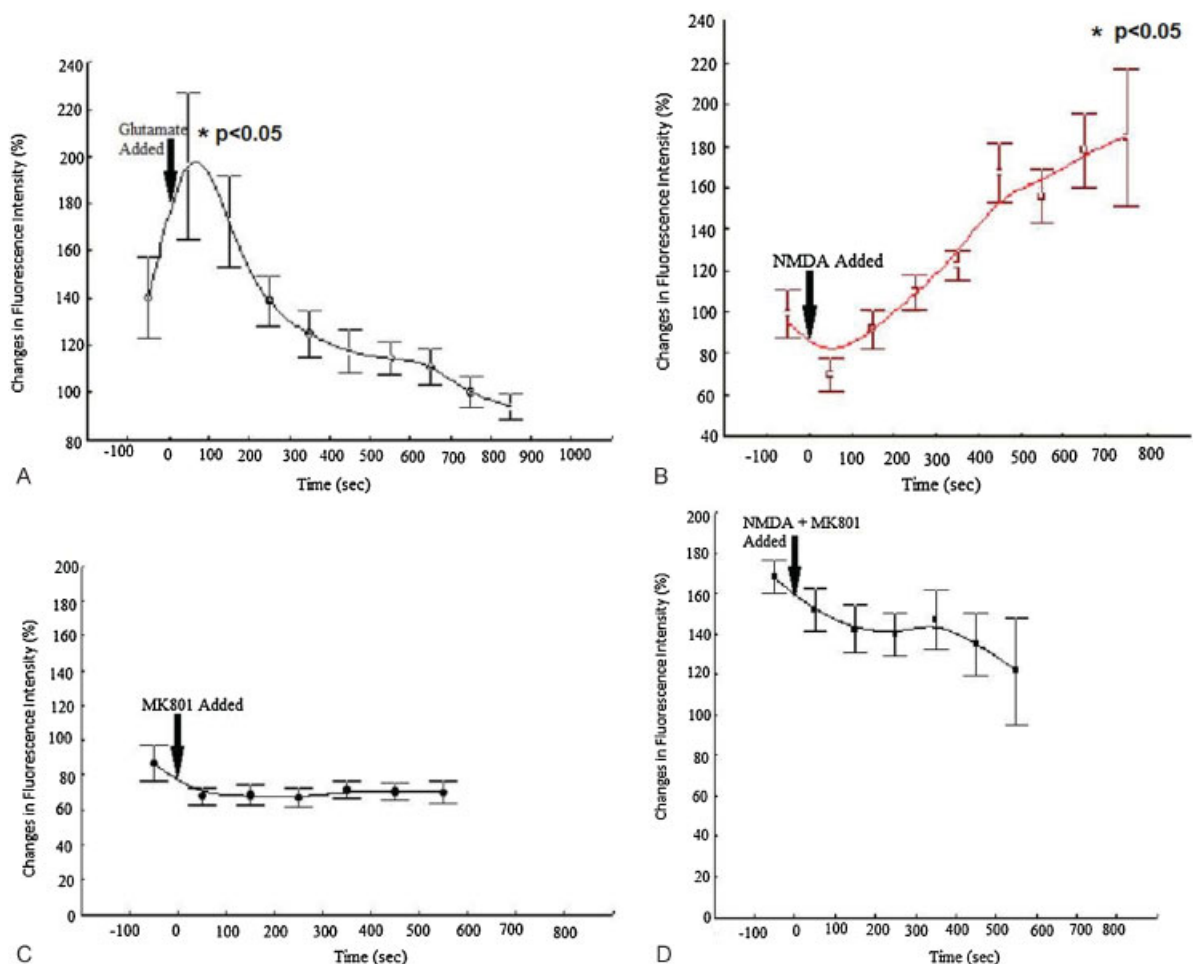 240
220
200
180
160
140
120
100
80
Changes in Fluorescence Intensity (%)
Glutamate
Added
* p<0.05
-100 0 100 200 300 400 500 600 700 800 900 1000
Time (sec)
A
* p<0.05
240
220
200
180
160
140
120
100
80
60
40
Changes in Fluorescence Intensity (%)
NMDA Added
-100 0 100 200 300 400 500 600 700 800
Time (sec)
B
200
180
160
140
120
100
80
60
40
20
0
Changes in Fluorescence Intensity (%)
MK801 Added
-100 0 100 200 300 400 500 600 700 800 900
Time (sec)
C
200
180
160
140
120
100
80
60
40
20
0
Changes in Fluorescence Intensity (%)
NMDA + MK801
Added
-100 0 100 200 300 400 500 600 700 800
Time (sec)
D